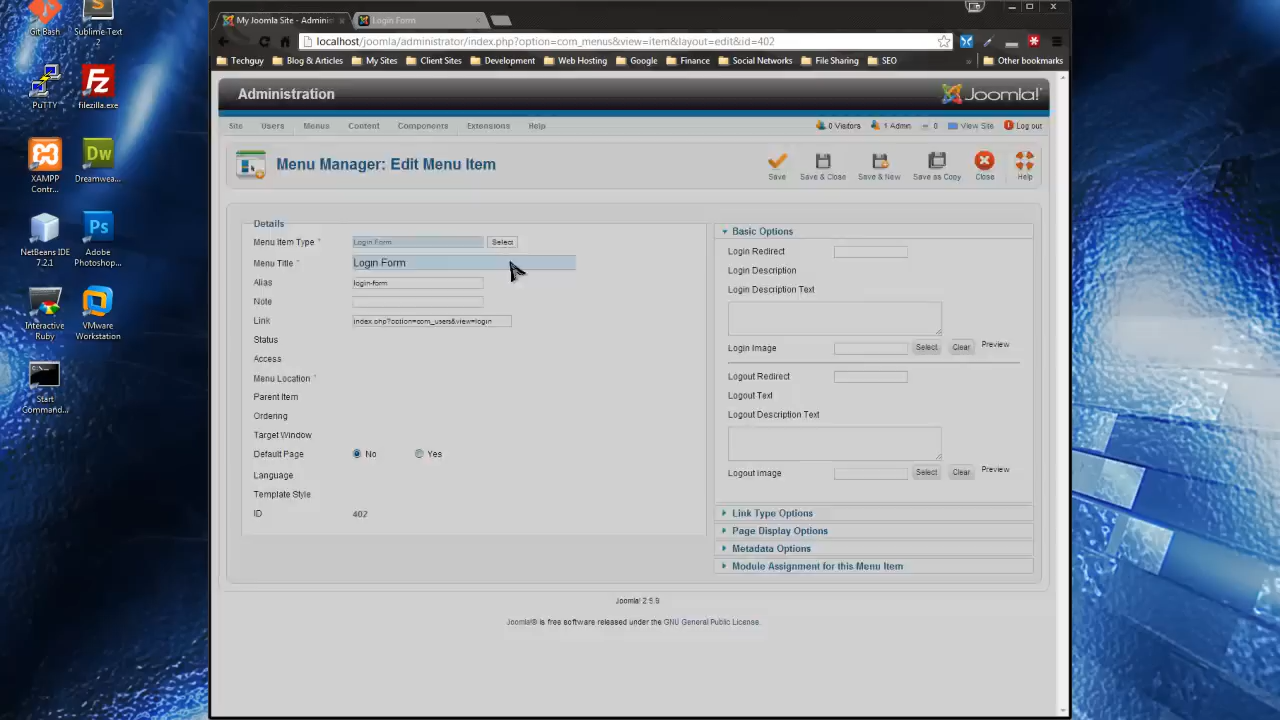 Git Bash
Sublime Text
2
PuTTY
filezilla.exe
XAMPP
Contr...
Dreamwea...
NetBeans IDE
7.2.1
Adobe
Photoshop...
Interactive
Ruby
VMware
Workstation
Start
Command...
My Joomla Site - Adminis
Login Form
localhost/joomla/administrator/index.php?option=com_menus&view=item&layout=edit&id=402
Techguy
Blog & Articles
My Sites
Client Sites
Development
Web Hosting
Google
Finance
Social Networks
File Sharing
SEO
»
Other bookmarks
Administration
Joomla!
Site
Users
Menus
Content
Components
Extensions
Help
0 Visitors
1 Admin
0
View Site
Log out
Menu Manager: Edit Menu Item
Save
Save & Close
Save & New
Save as Copy
Close
Help
Details
Menu Item Type *
Login Form
Select
Menu Title *
Login Form
Alias
login-form
Note
Link
index.php?option=com_users&view=login
Status
Access
Menu Location *
Parent Item
Ordering
Target Window
Default Page
No
Yes
Language
Template Style
ID
402
Basic Options
Login Redirect
Login Description
Login Description Text
Login Image
Select
Clear
Preview
Logout Redirect
Logout Text
Logout Description Text
Logout Image
Select
Clear
Preview
Link Type Options
Page Display Options
Metadata Options
Module Assignment for this Menu Item
Joomla! 2.5.9
Joomla!® is free software released under the GNU General Public License.